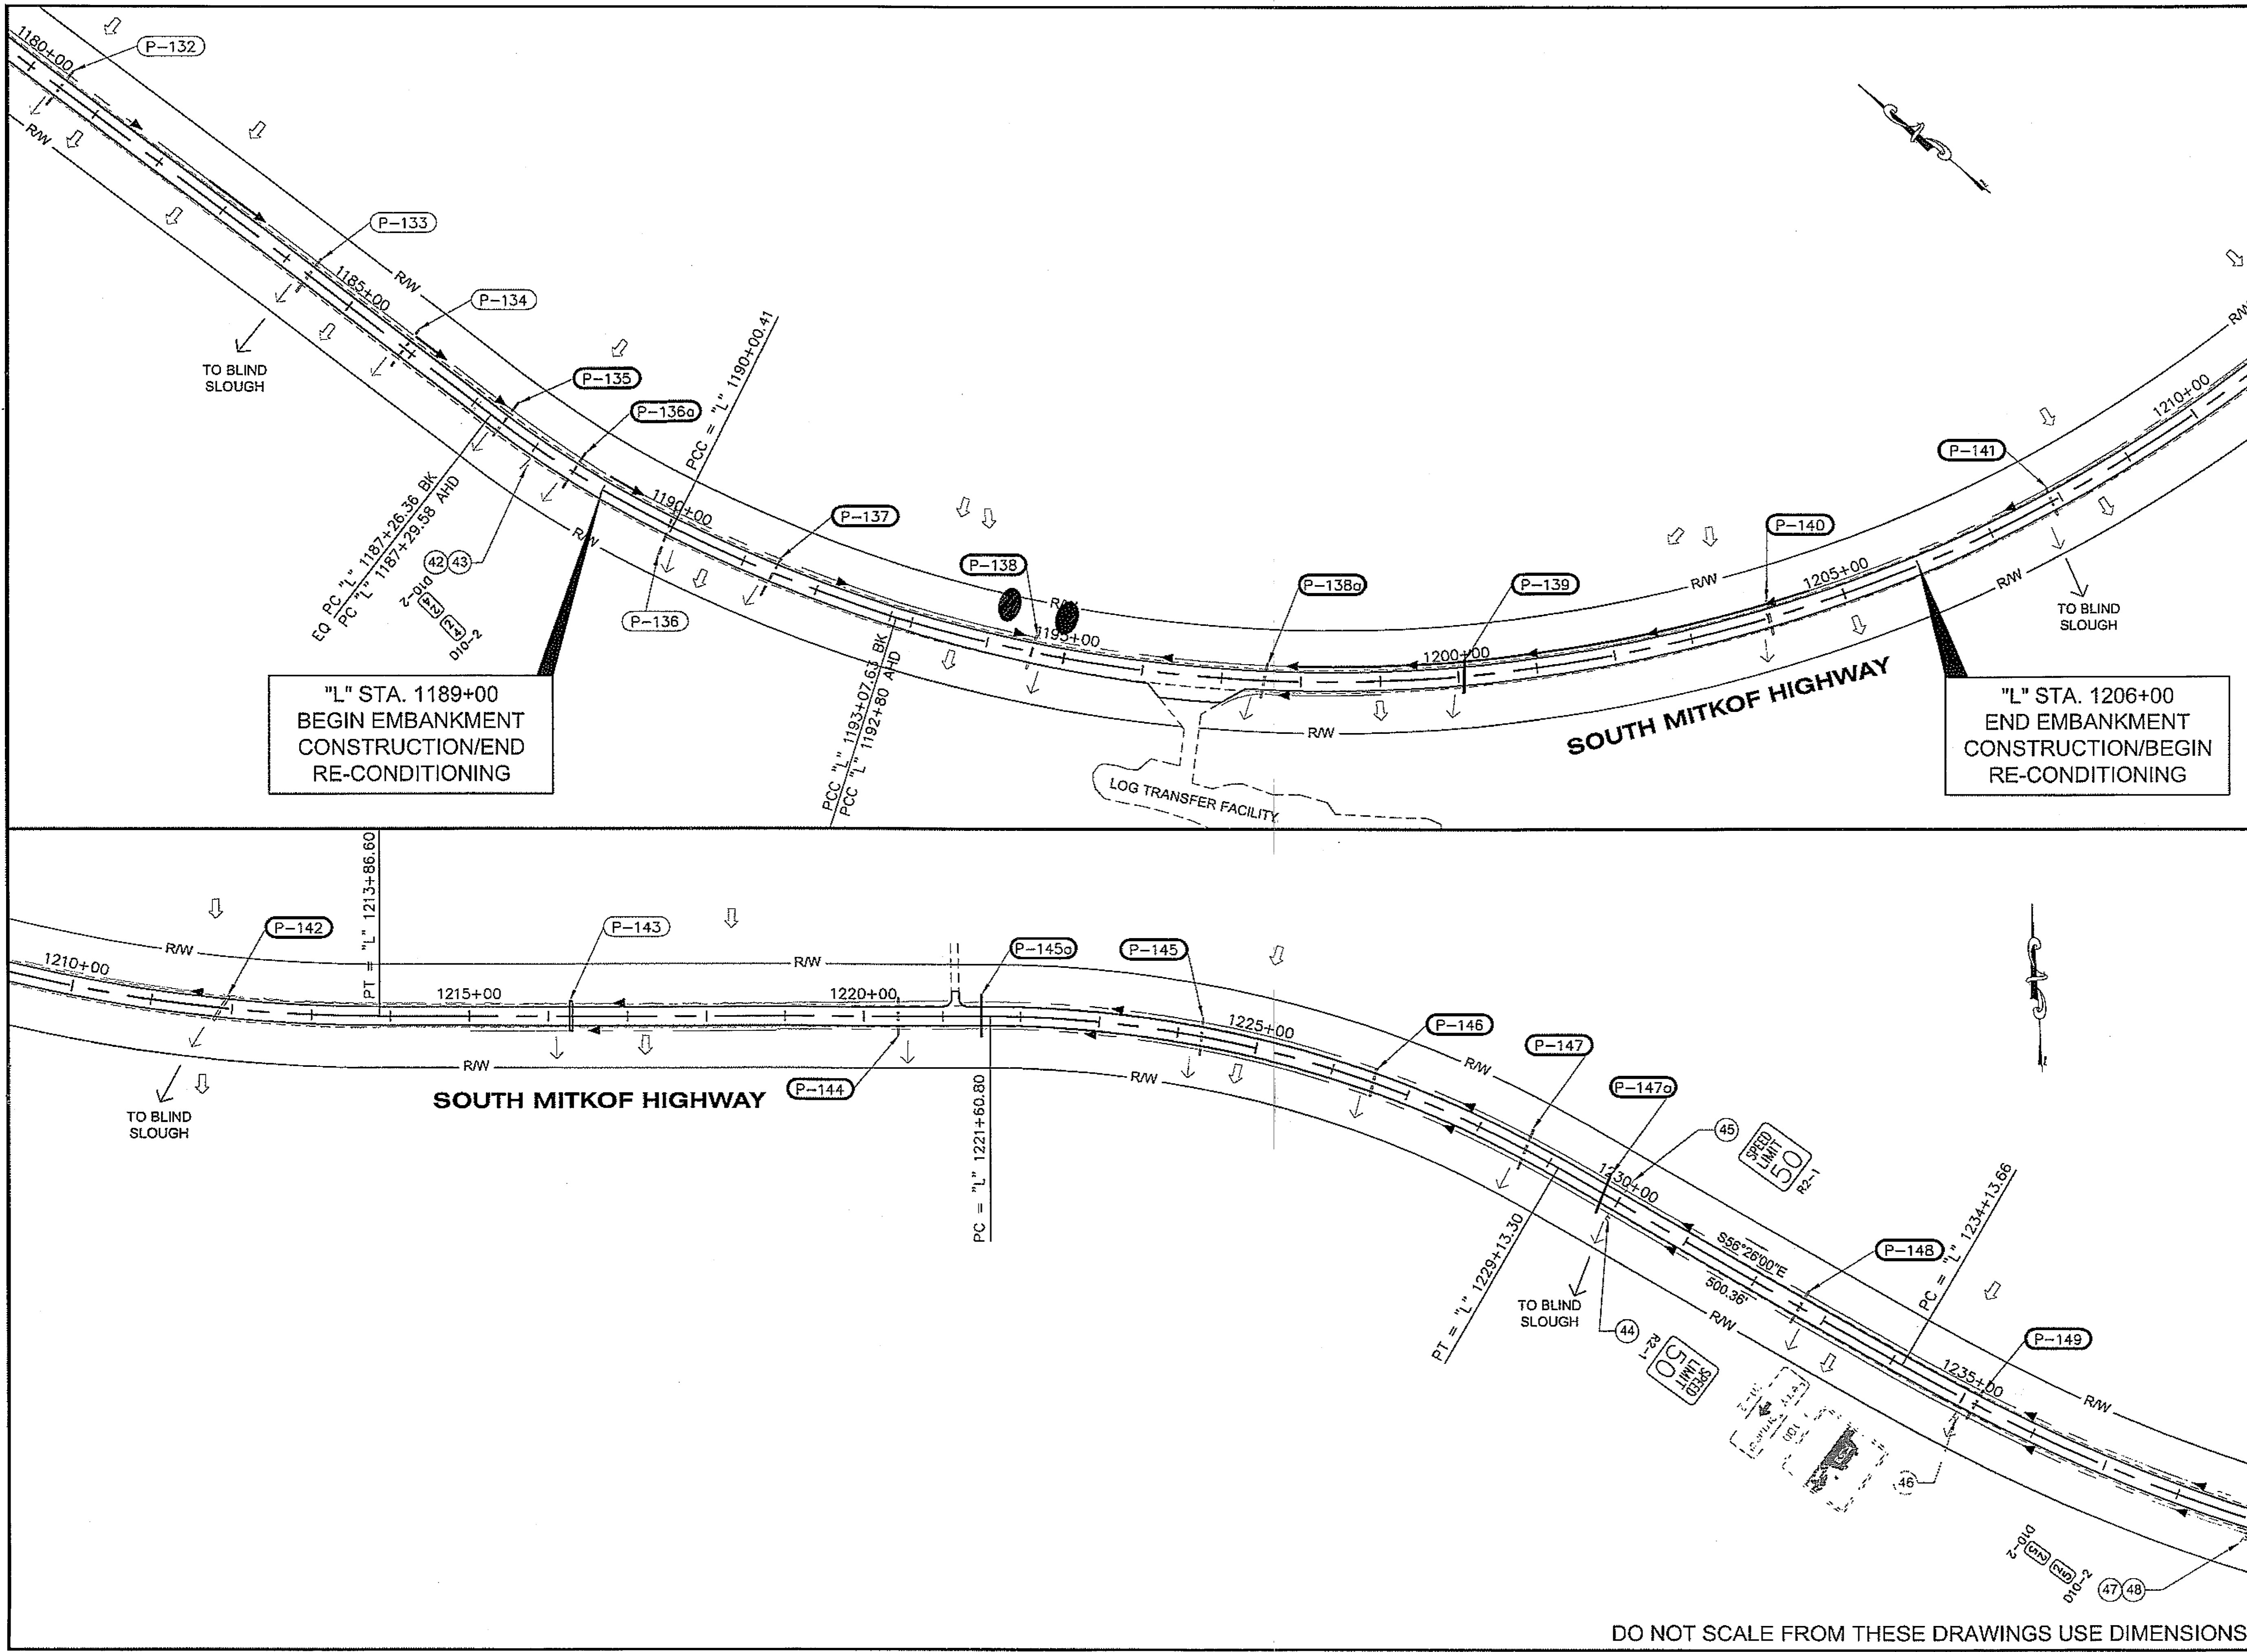 1180+00
P-132
R/W
P-133
1185+00
R/W
P-134
TO BLIND
SLOUGH
P-135
P-136a
PCC = "L" 1190+00.41
EQ PC "L" 1187+26.36 BK
PC "L" 1187+29.58 AHD
42 43
D10-2
24
24
D10-2
1190+00
R/W
P-136
P-137
P-138
R/W
1195+00
PCC "L" 1193+07.63 BK
PCC "L" 1192+80 AHD
P-138a
P-139
1200+00
R/W
P-140
1205+00
R/W
P-141
1210+00
R/W
R/W
TO BLIND
SLOUGH
SOUTH MITKOF HIGHWAY
LOG TRANSFER FACILITY
"L" STA. 1189+00
BEGIN EMBANKMENT
CONSTRUCTION/END
RE-CONDITIONING
"L" STA. 1206+00
END EMBANKMENT
CONSTRUCTION/BEGIN
RE-CONDITIONING
PT = "L" 1213+86.60
R/W
1210+00
P-142
TO BLIND
SLOUGH
1215+00
P-143
R/W
R/W
SOUTH MITKOF HIGHWAY
1220+00
P-144
P-145a
PC = "L" 1221+60.80
P-145
1225+00
R/W
P-146
R/W
P-147
P-147a
45
SPEED
LIMIT
50
R2-1
1230+00
PT = "L" 1229+13.30
TO BLIND
SLOUGH
44
R2-1
SPEED
LIMIT
50
S56°26'00"E
500.36'
R/W
P-148
PC = "L" 1234+13.66
1235+00
P-149
R/W
46
D10-2
25
25
D10-2
47 48
DO NOT SCALE FROM THESE DRAWINGS USE DIMENSIONS